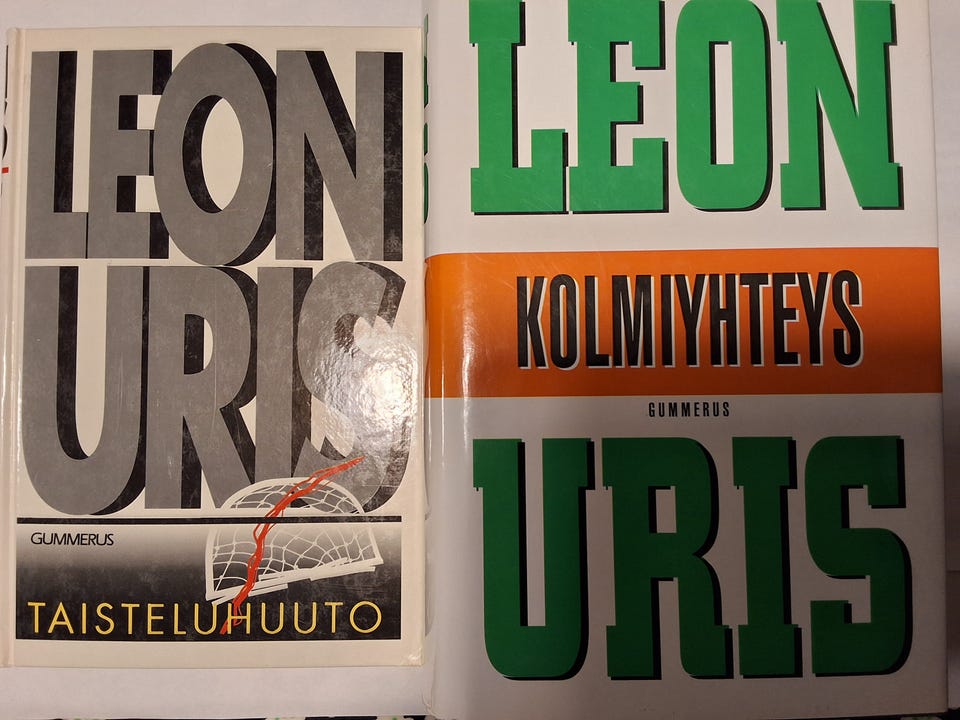 LEON
URIS
GUMMERUS
TAISTELUHUUTO
LEON
KOLMIYHTEYS
GUMMERUS
URIS